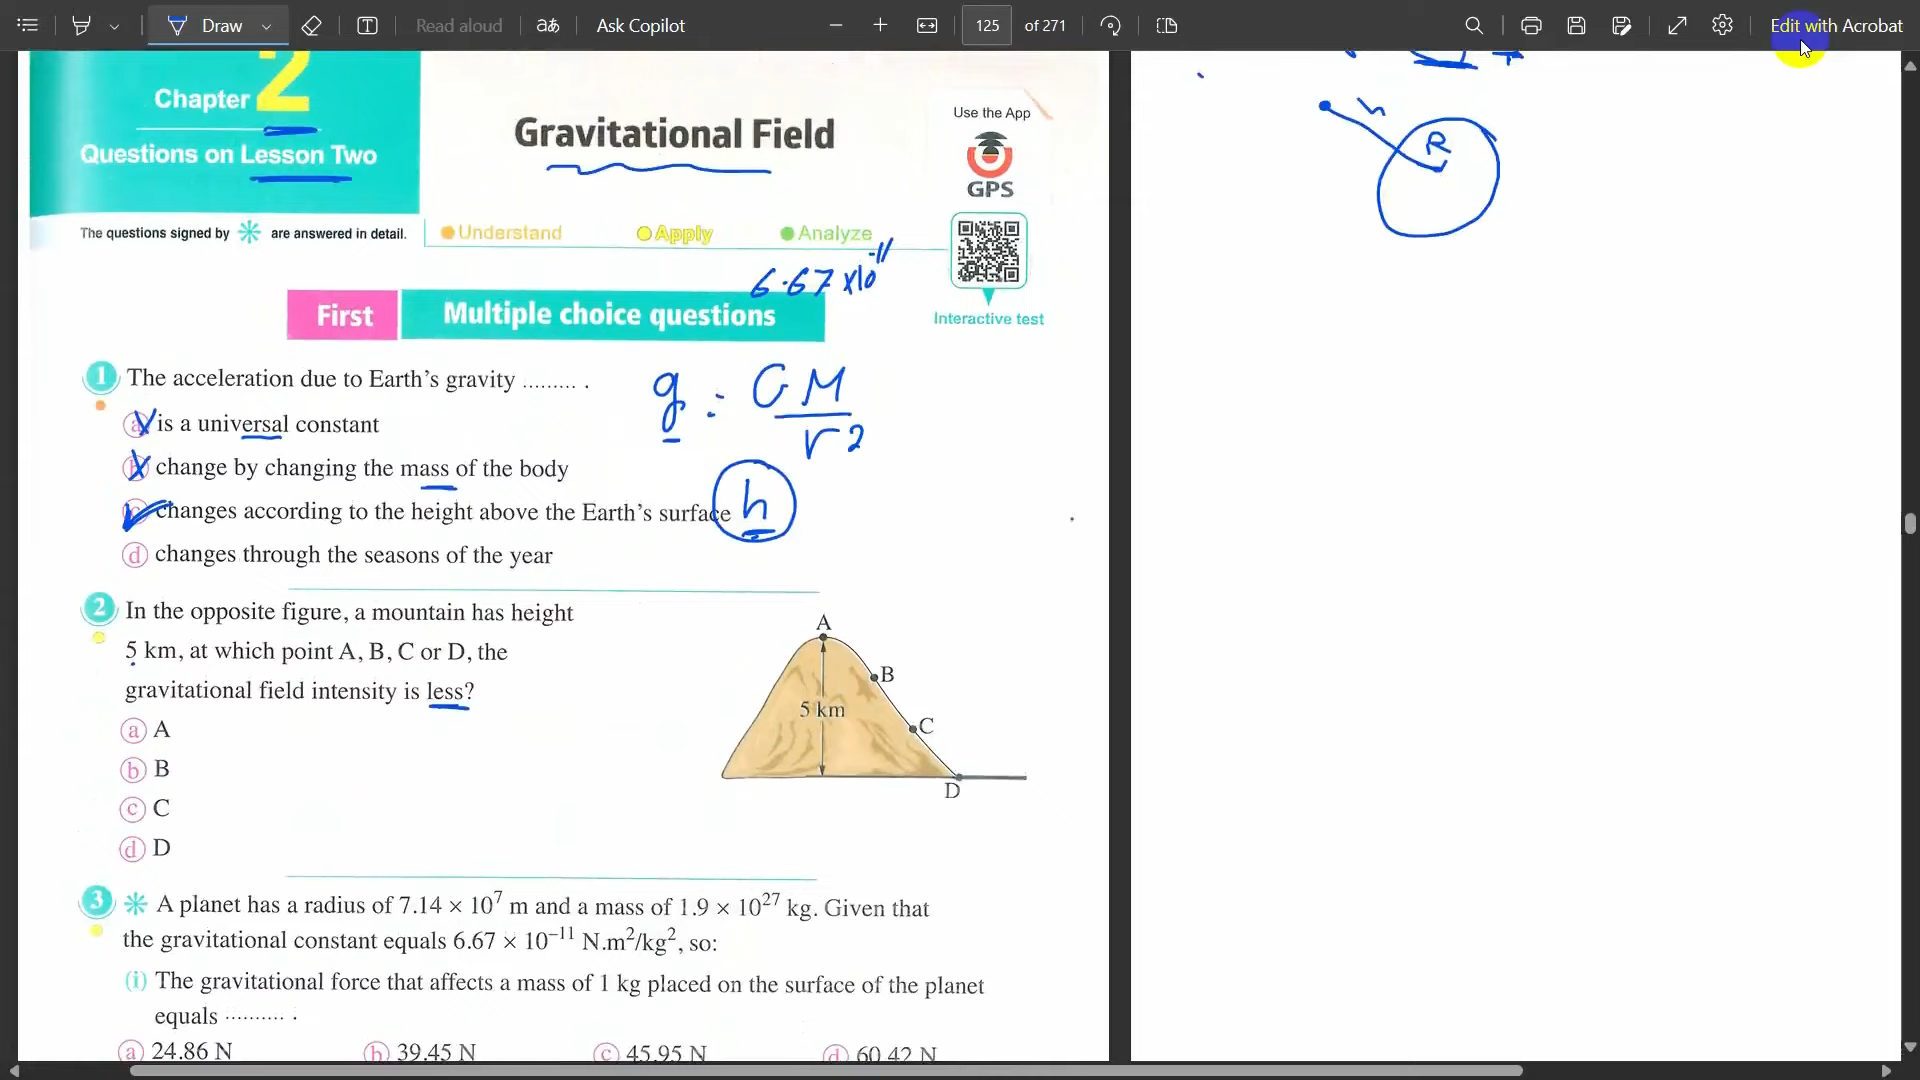 Draw
Read aloud
aあ
Ask Copilot
125
of 271
Edit with Acrobat
Chapter 2
Questions on Lesson Two
Gravitational Field
Use the App
GPS
The questions signed by ✳ are answered in detail.
Understand
Apply
Analyze
6.67 x10⁻¹¹
First
Multiple choice questions
Interactive test
1 The acceleration due to Earth's gravity ......... .
g = GM / r²
a is a universal constant
b change by changing the mass of the body
c changes according to the height above the Earth's surface
h
d changes through the seasons of the year
2 In the opposite figure, a mountain has height
5 km, at which point A, B, C or D, the
gravitational field intensity is less?
a A
b B
c C
d D
A
B
5 km
C
D
3 ✳ A planet has a radius of 7.14 × 10⁷ m and a mass of 1.9 × 10²⁷ kg. Given that
the gravitational constant equals 6.67 × 10⁻¹¹ N.m²/kg², so:
(i) The gravitational force that affects a mass of 1 kg placed on the surface of the planet
equals .......... .
a 24.86 N
b 39.45 N
c 45.95 N
d 60.42 N
h
R